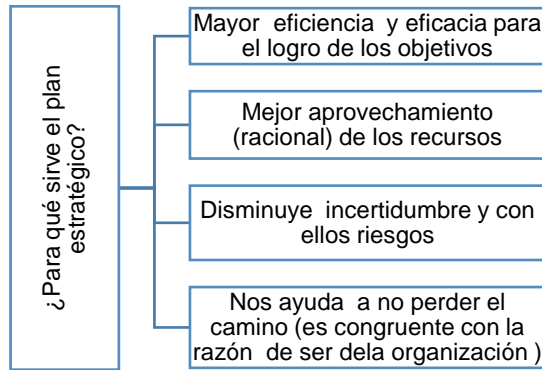 ¿Para qué sirve el plan
estratégico?
Mayor eficiencia y eficacia para
el logro de los objetivos
Mejor aprovechamiento
(racional) de los recursos
Disminuye incertidumbre y con
ellos riesgos
Nos ayuda a no perder el
camino (es congruente con la
razón de ser dela organización )